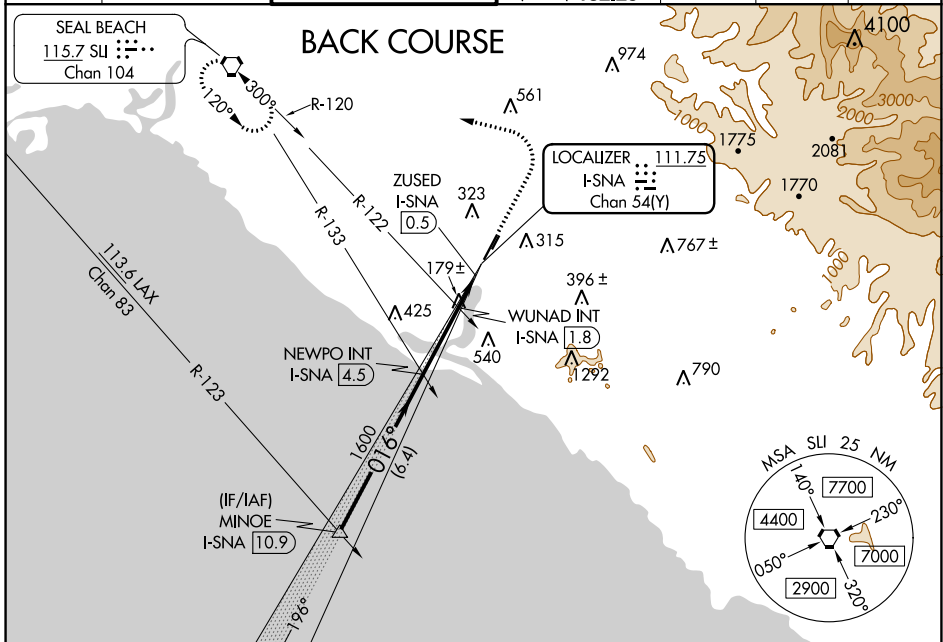 SEAL BEACH
115.7 SLI
Chan 104
BACK COURSE
4100
974
3000
2000
1000
561
R-120
300°
120°
1775
2081
LOCALIZER 111.75
I-SNA
Chan 54(Y)
1770
ZUSED
I-SNA
0.5
323
R-122
R-133
315
767 ±
1000
113.6 LAX
Chan 83
179±
396 ±
425
WUNAD INT
I-SNA 1.8
540
NEWPO INT
I-SNA 4.5
1292
790
R-123
1600
016°
(6.4)
MSA SLI 25 NM
140°
7700
230°
4400
050°
7000
2900
320°
(IF/IAF)
MINOE
I-SNA 10.9
196°